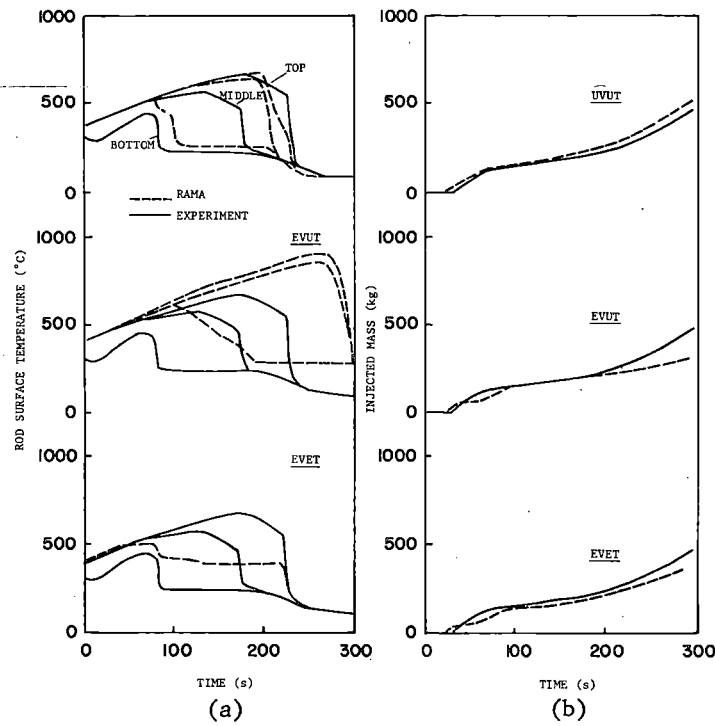 1000
500
0
TOP
MIDDLE
BOTTOM
RAMA
EXPERIMENT
1000
EVUT
500
0
1000
EVET
500
0
0 100 200 300
ROD SURFACE TEMPERATURE (°C)
TIME (s)
(a)
1000
UVUT
500
0
1000
EVUT
500
0
1000
EVET
500
0
0 100 200 300
INJECTED MASS (kg)
TIME (s)
(b)